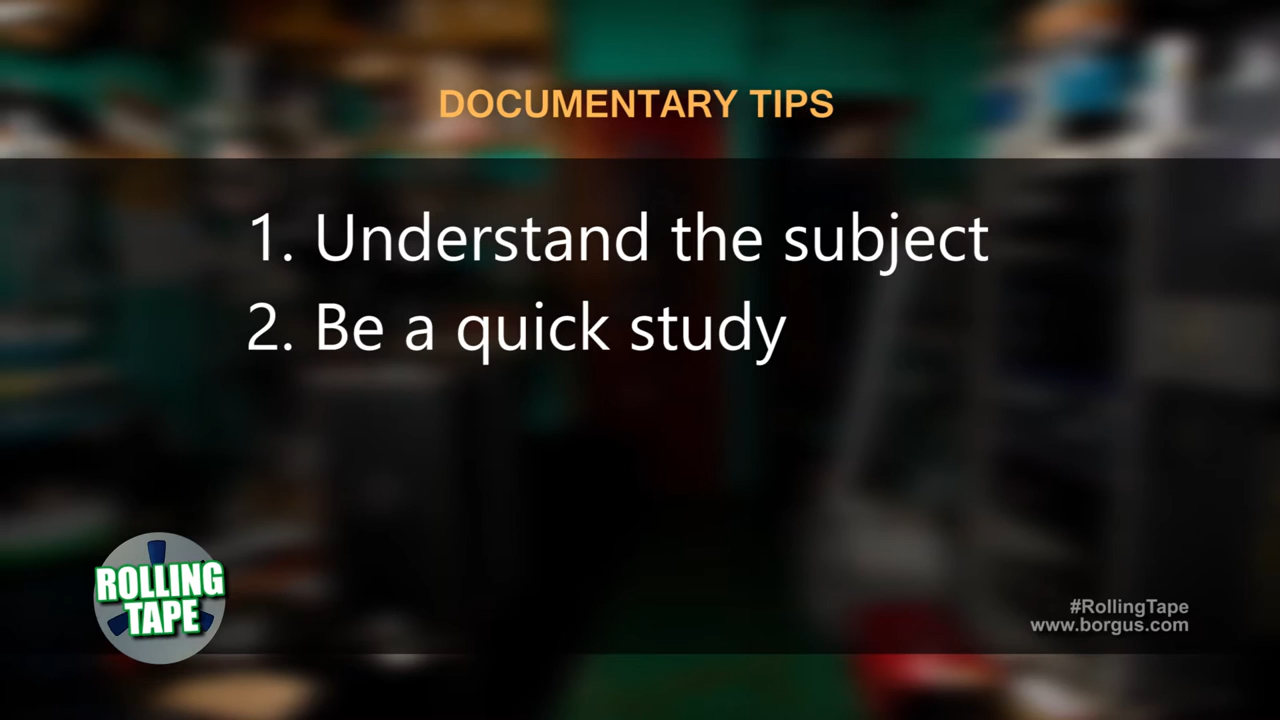 DOCUMENTARY TIPS
1. Understand the subject
2. Be a quick study
ROLLING
TAPE
#RollingTape
www.borgus.com